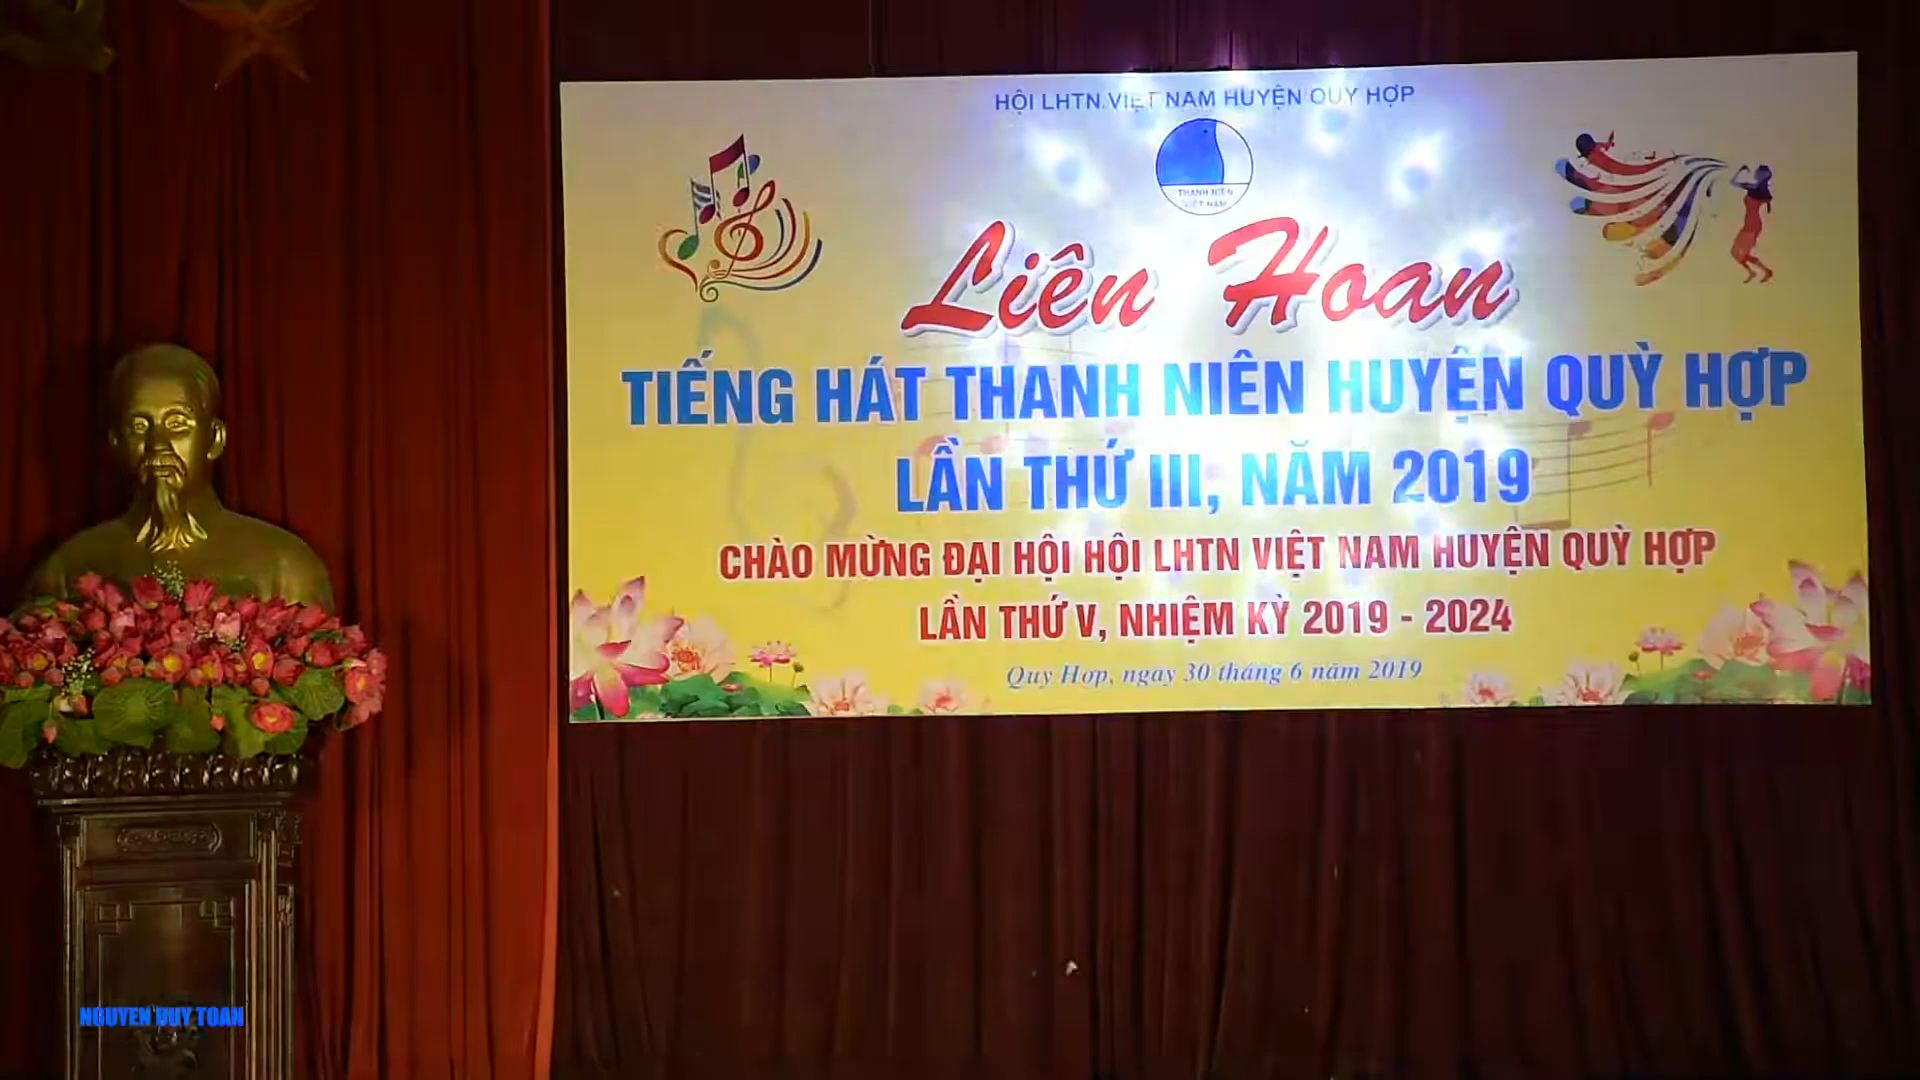 HỘI LHTN VIỆT NAM HUYỆN QUỲ HỢP
THANH NIÊN
VIỆT NAM
Liên Hoan
TIẾNG HÁT THANH NIÊN HUYỆN QUỲ HỢP
LẦN THỨ III, NĂM 2019
CHÀO MỪNG ĐẠI HỘI HỘI LHTN VIỆT NAM HUYỆN QUỲ HỢP
LẦN THỨ V, NHIỆM KỲ 2019 - 2024
Quỳ Hợp, ngày 30 tháng 6 năm 2019
NGUYEN DUY TOAN